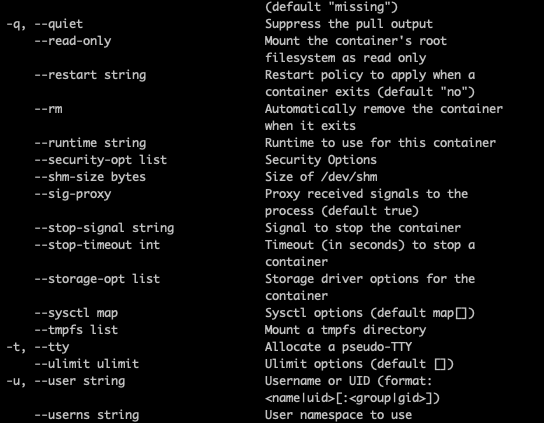 (default "missing")
-q, --quiet Suppress the pull output
--read-only Mount the container's root
filesystem as read only
--restart string Restart policy to apply when a
container exits (default "no")
--rm Automatically remove the container
when it exits
--runtime string Runtime to use for this container
--security-opt list Security Options
--shm-size bytes Size of /dev/shm
--sig-proxy Proxy received signals to the
process (default true)
--stop-signal string Signal to stop the container
--stop-timeout int Timeout (in seconds) to stop a
container
--storage-opt list Storage driver options for the
container
--sysctl map Sysctl options (default map[])
--tmpfs list Mount a tmpfs directory
-t, --tty Allocate a pseudo-TTY
--ulimit ulimit Ulimit options (default [])
-u, --user string Username or UID (format:
<name|uid>[:<group|gid>])
--userns string User namespace to use